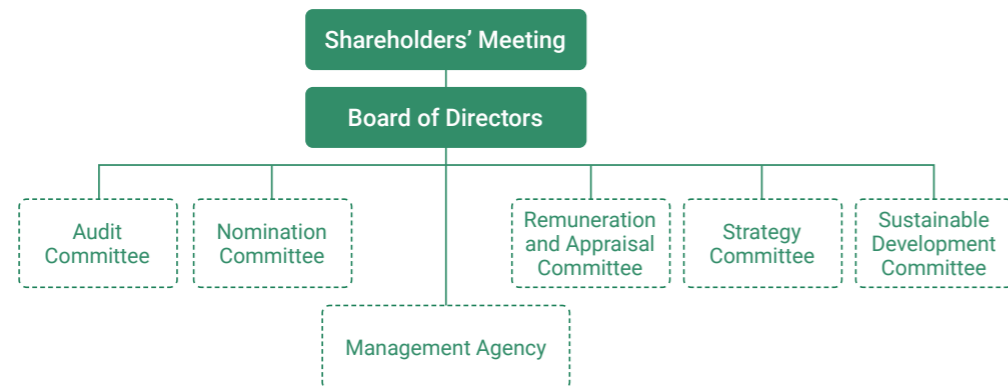 Shareholders’ Meeting
Board of Directors
Audit
Committee
Nomination
Committee
Remuneration
and Appraisal
Committee
Strategy
Committee
Sustainable
Development
Committee
Management Agency